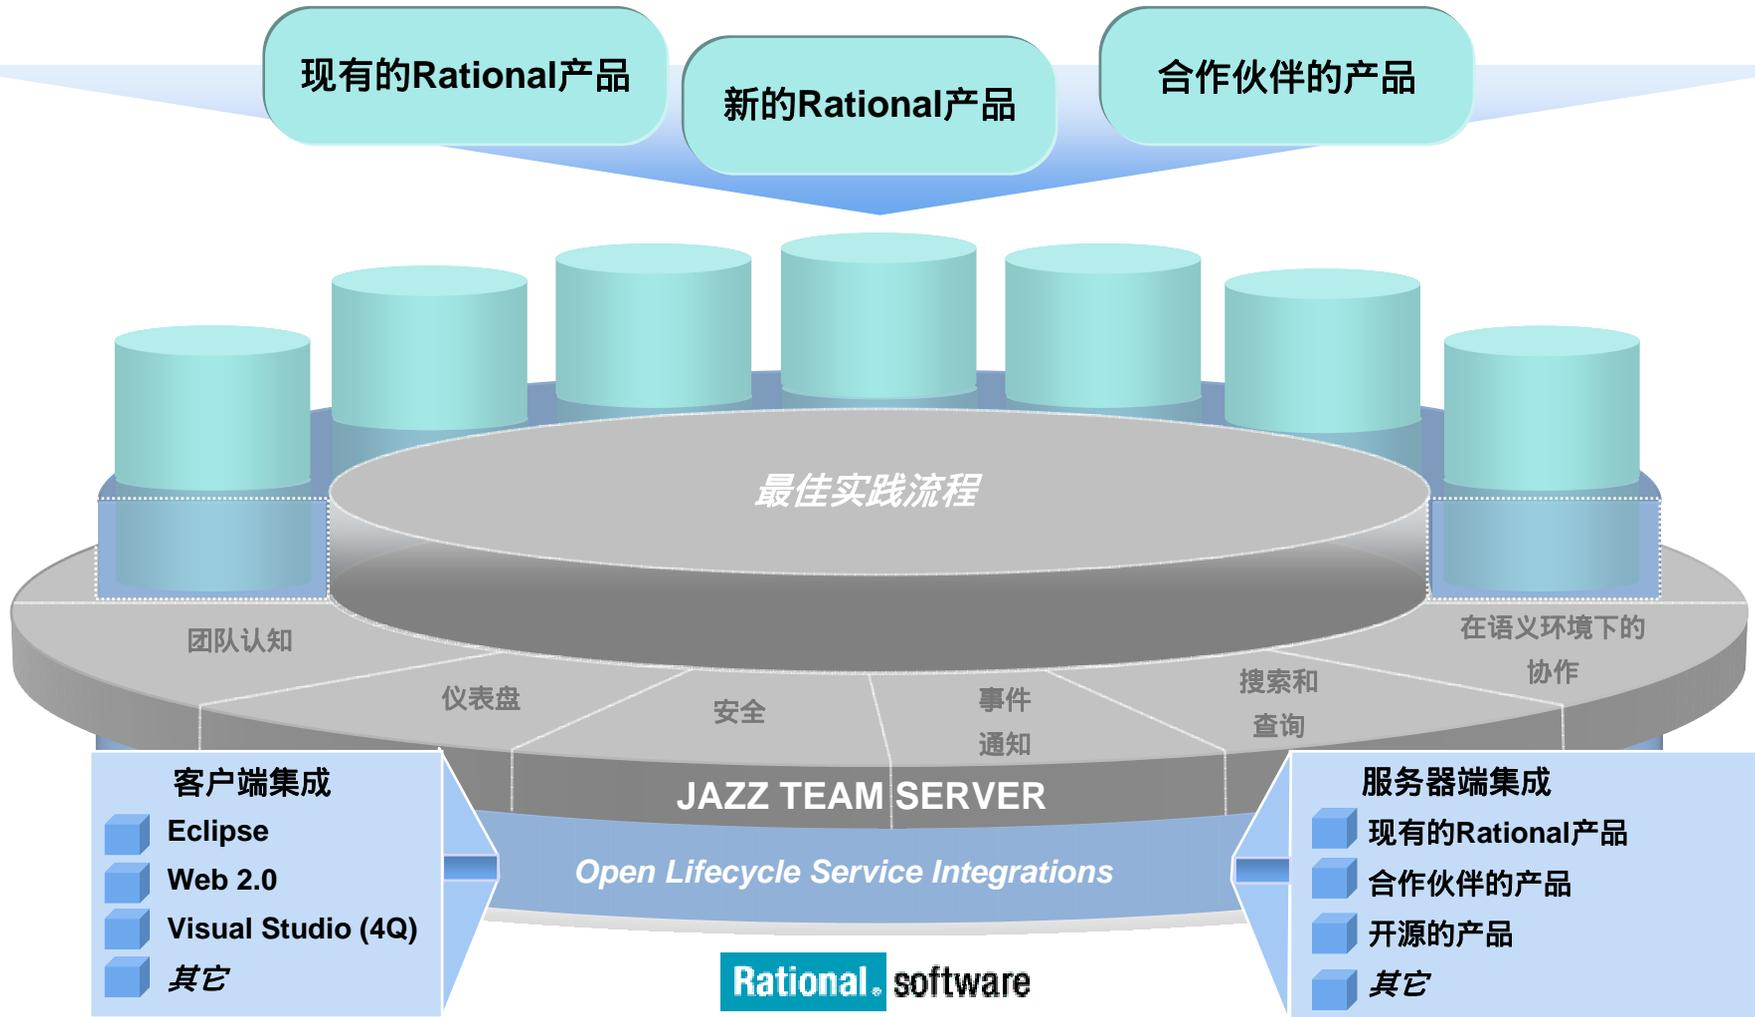 现有的Rational产品
新的Rational产品
合作伙伴的产品
最佳实践流程
团队认知
仪表盘
安全
事件
通知
搜索和
查询
在语义环境下的
协作
JAZZ TEAM SERVER
Open Lifecycle Service Integrations
客户端集成
Eclipse
Web 2.0
Visual Studio (4Q)
其它
服务器端集成
现有的Rational产品
合作伙伴的产品
开源的产品
其它
Rational® software